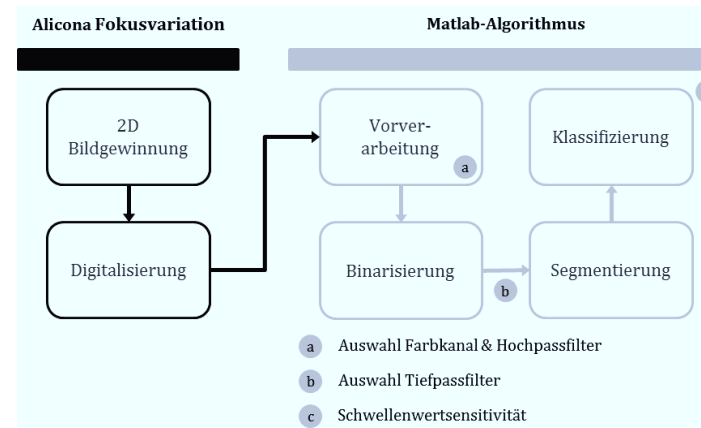 Alicona Fokusvariation
Matlab-Algorithmus
2D
Bildgewinnung
Digitalisierung
Vorver-
arbeitung
a
Binarisierung
b
Segmentierung
Klassifizierung
a Auswahl Farbkanal & Hochpassfilter
b Auswahl Tiefpassfilter
c Schwellenwertsensitivität